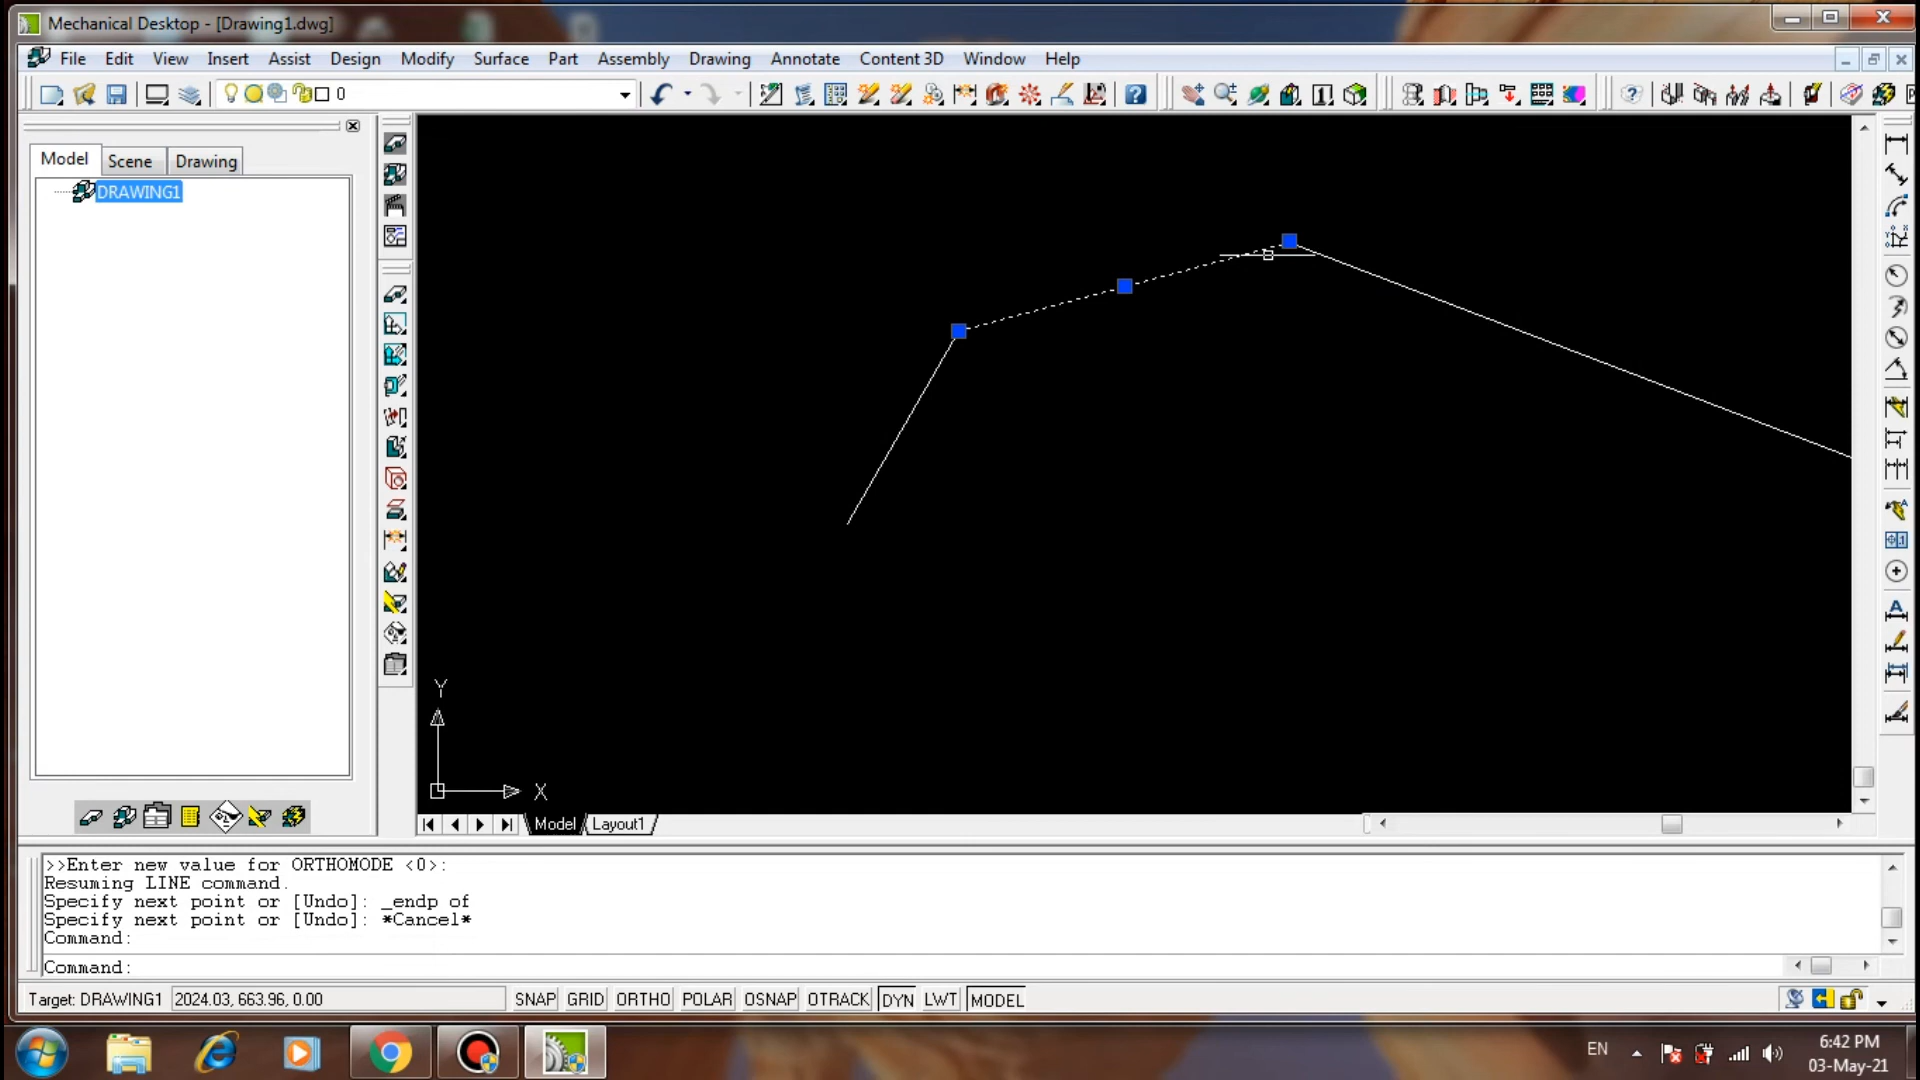 Mechanical Desktop - [Drawing1.dwg]
File Edit View Insert Assist Design Modify Surface Part Assembly Drawing Annotate Content 3D Window Help
0
Model Scene Drawing
DRAWING1
Y
X
Model Layout1
>>Enter new value for ORTHOMODE <0>:
Resuming LINE command.
Specify next point or [Undo]: _endp of
Specify next point or [Undo]: *Cancel*
Command:
Command:
Target: DRAWING1 2024.03, 663.96, 0.00 SNAP GRID ORTHO POLAR OSNAP OTRACK DYN LWT MODEL
EN
6:42 PM
03-May-21